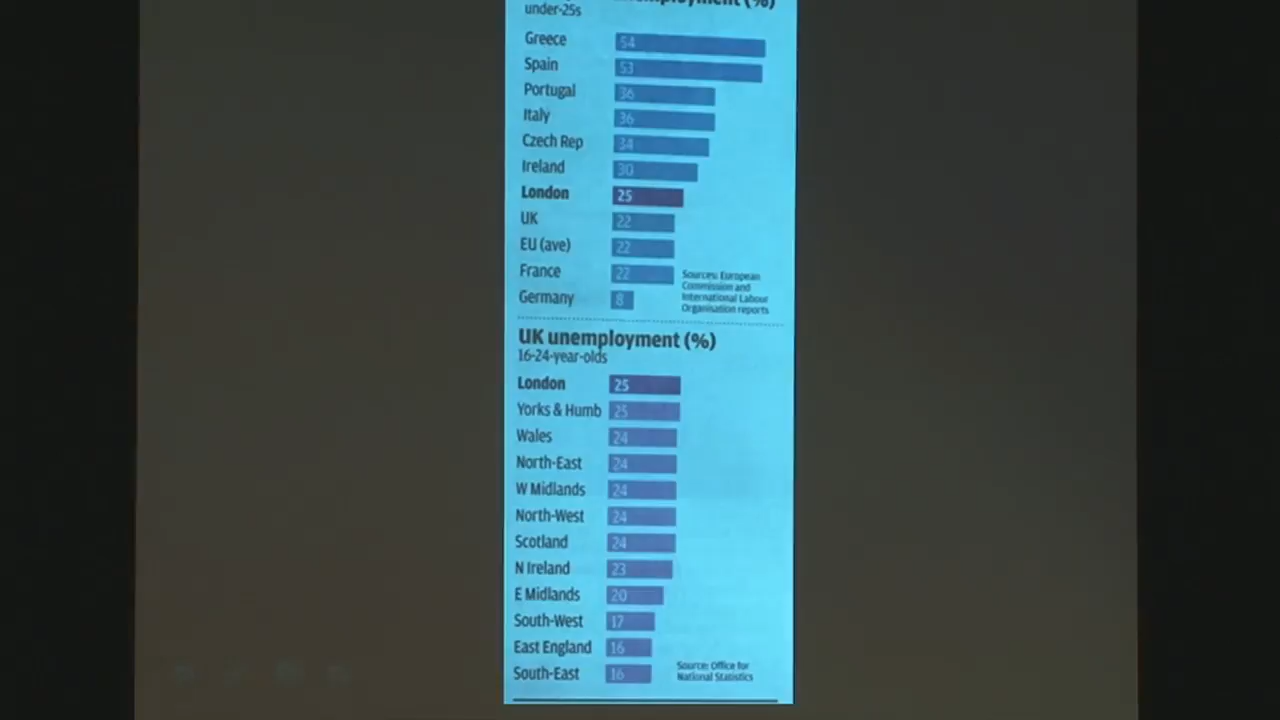 unemployment (%)
under-25s
Greece 54
Spain 53
Portugal 36
Italy 36
Czech Rep 34
Ireland 30
London 25
UK 22
EU (ave) 22
France 22
Germany 8
Sources: European
Commission and
International Labour
Organisation reports
UK unemployment (%)
16-24-year-olds
London 25
Yorks & Humb 25
Wales 24
North-East 24
W Midlands 24
North-West 24
Scotland 24
N Ireland 23
E Midlands 20
South-West 17
East England 16
South-East 16
Source: Office for
National Statistics